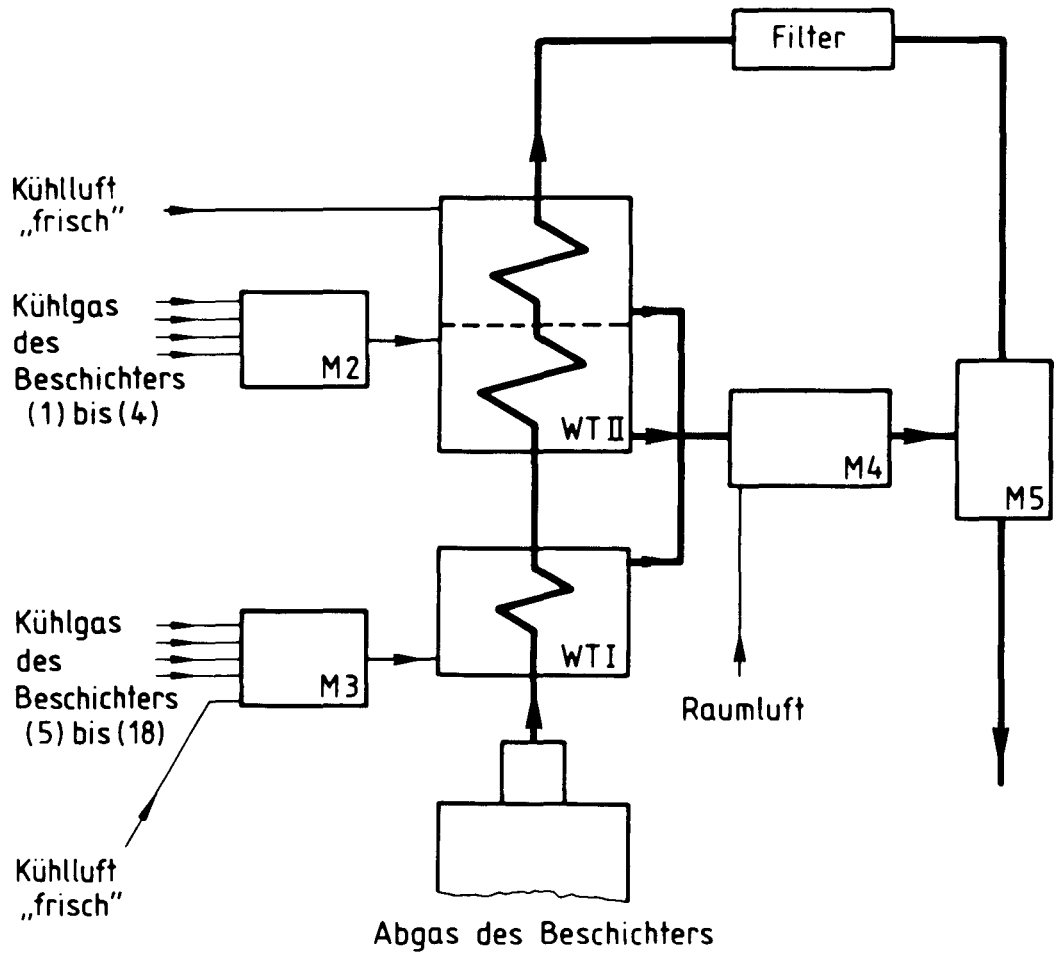 Filter
Kühlluft
„frisch"
Kühlgas
des
Beschichters
(1) bis (4)
M2
WT II
M4
M5
Kühlgas
des
Beschichters
(5) bis (18)
M3
WT I
Raumluft
Kühlluft
„frisch"
Abgas des Beschichters